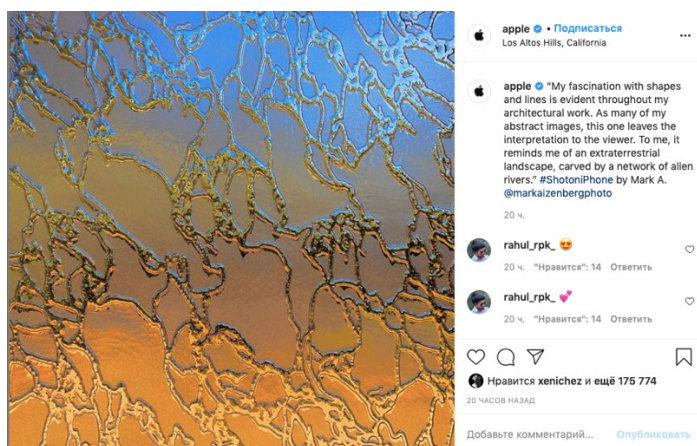 apple • Подписаться
Los Altos Hills, California
apple “My fascination with shapes
and lines is evident throughout my
architectural work. As many of my
abstract images, this one leaves the
interpretation to the viewer. To me, it
reminds me of an extraterrestrial
landscape, carved by a network of alien
rivers.” #ShotoniPhone by Mark A.
@markaizenbergphoto
20 ч.
rahul_rpk_ 😍
20 ч. "Нравится": 14 Ответить
rahul_rpk_ 💕
20 ч. "Нравится": 14 Ответить
Нравится xenichez и ещё 175 774
20 ЧАСОВ НАЗАД
Добавьте комментарий... Опубликовать